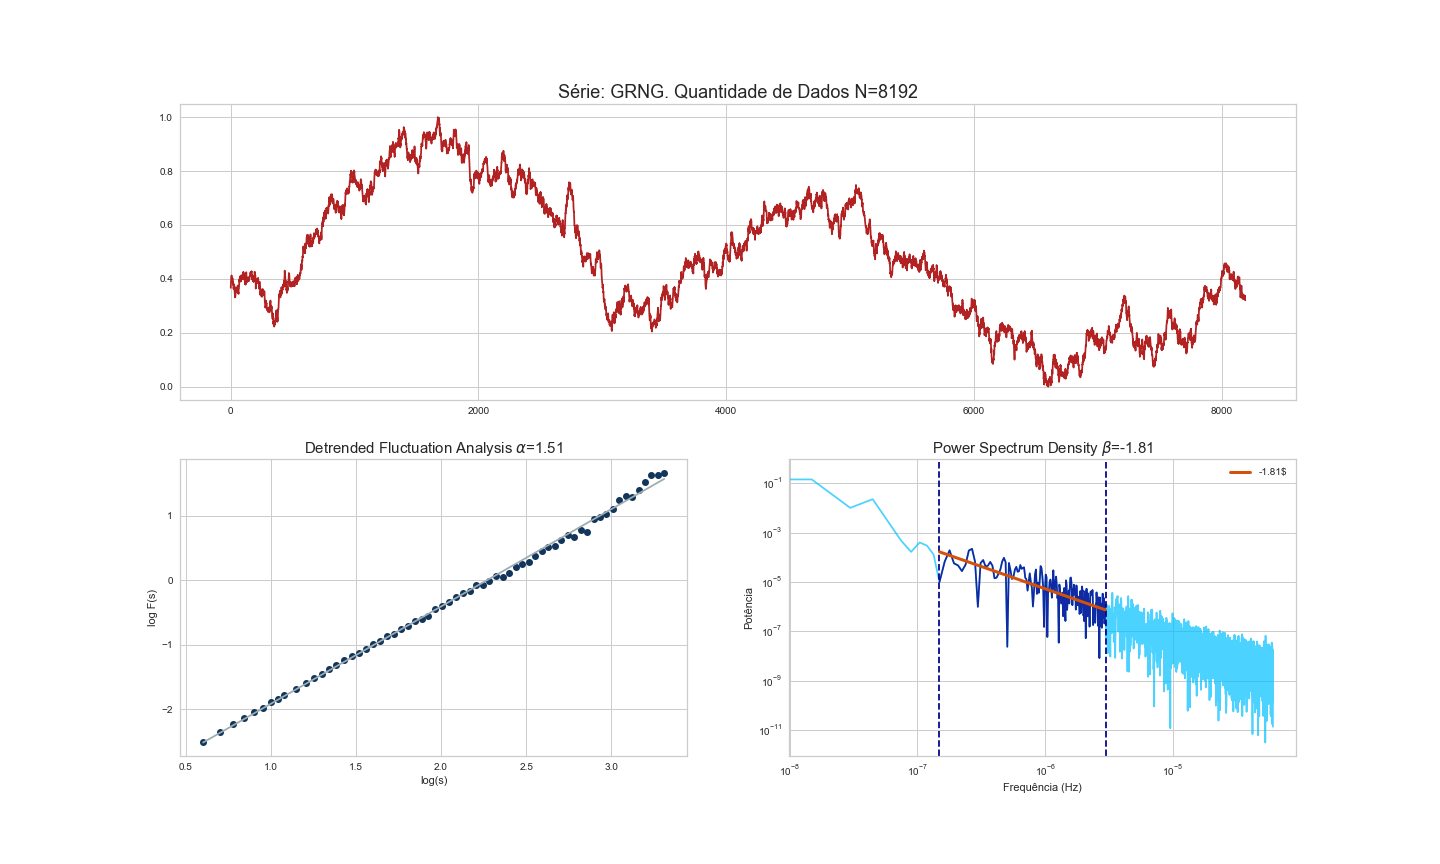 Série: GRNG. Quantidade de Dados N=8192
1.0
0.8
0.6
0.4
0.2
0.0
0 2000 4000 6000 8000
Detrended Fluctuation Analysis α=1.51
log F(s)
1
0
−1
−2
0.5 1.0 1.5 2.0 2.5 3.0
log(s)
Power Spectrum Density β=-1.81
-1.81$
Potência
10⁻¹
10⁻³
10⁻⁵
10⁻⁷
10⁻⁹
10⁻¹¹
10⁻⁸ 10⁻⁷ 10⁻⁶ 10⁻⁵
Frequência (Hz)